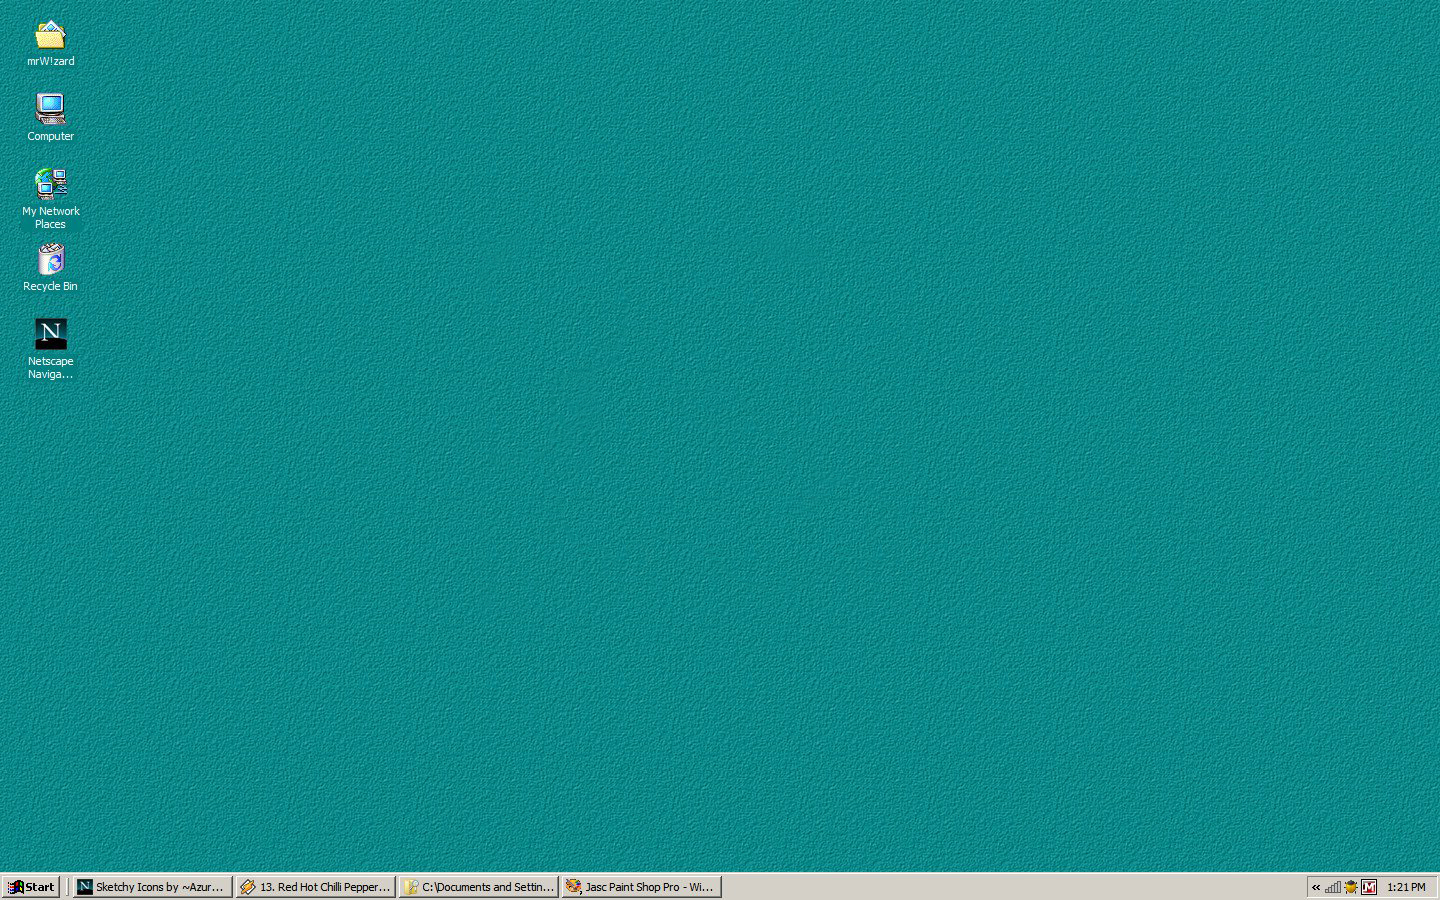 mrW!zard
Computer
My Network
Places
Recycle Bin
Netscape
Naviga...
Start
Sketchy Icons by ~Azur...
13. Red Hot Chilli Pepper...
C:\Documents and Settin...
Jasc Paint Shop Pro - Wi...
1:21 PM